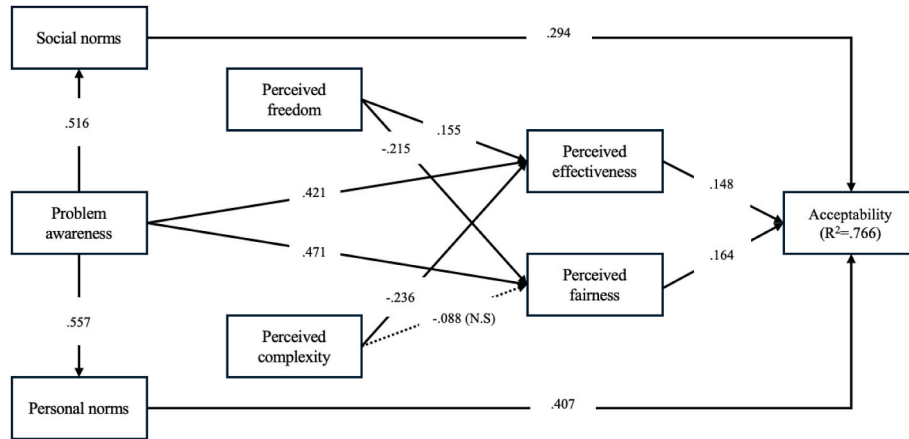 Social norms
.294
Perceived
freedom
.516
.155
-.215
Perceived
effectiveness
.421
.148
Problem
awareness
Acceptability
(R²=.766)
.471
.164
Perceived
fairness
-.236
-.088 (N.S)
.557
Perceived
complexity
Personal norms
.407